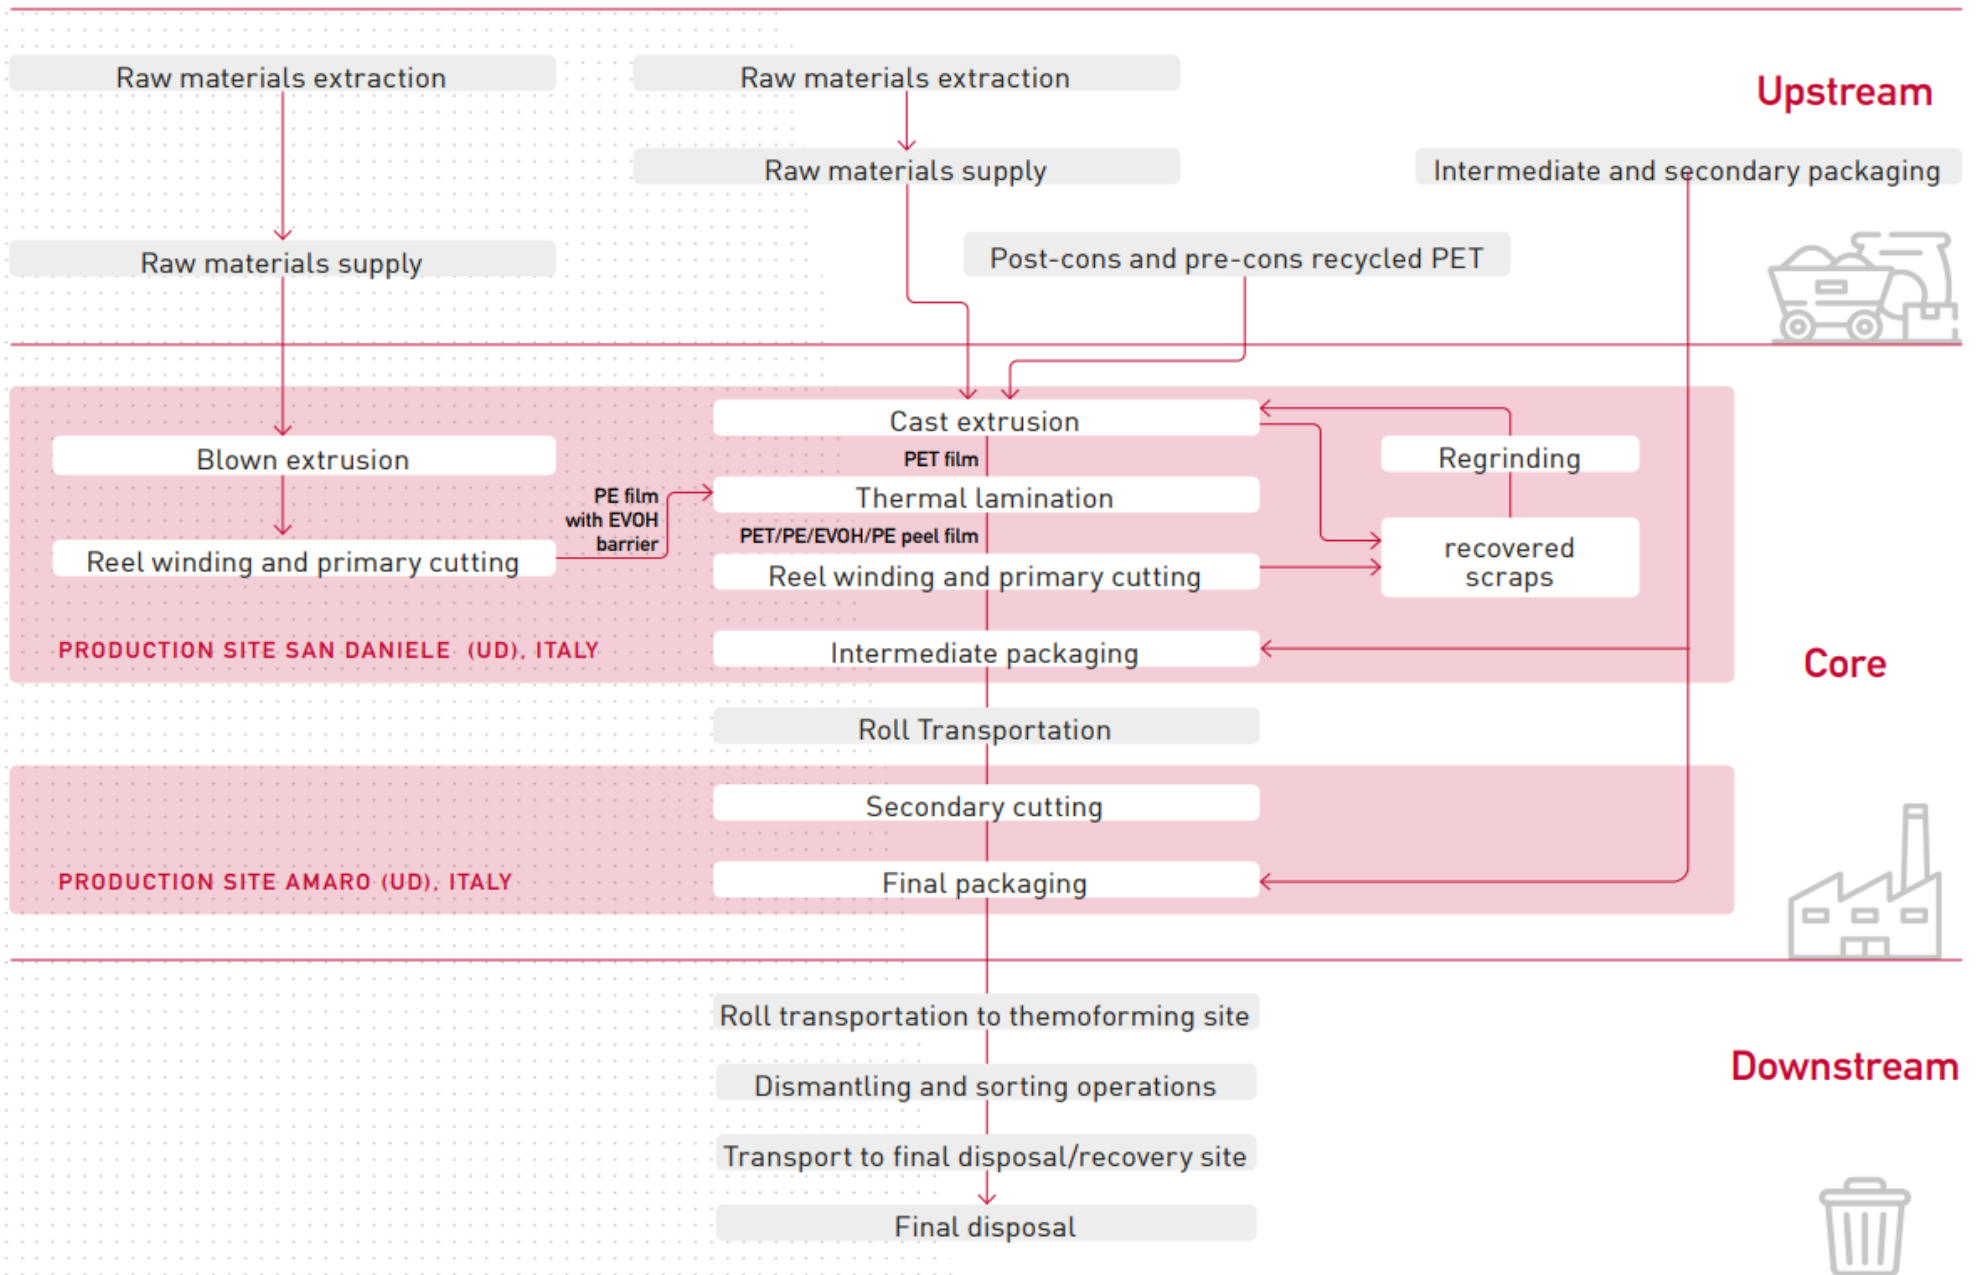 Raw materials extraction
Raw materials extraction
Upstream
Raw materials supply
Intermediate and secondary packaging
Raw materials supply
Post-cons and pre-cons recycled PET
Cast extrusion
Blown extrusion
PET film
Regrinding
PE film
with EVOH
barrier
Thermal lamination
PET/PE/EVOH/PE peel film
recovered
scraps
Reel winding and primary cutting
Reel winding and primary cutting
PRODUCTION SITE SAN DANIELE (UD), ITALY
Intermediate packaging
Core
Roll Transportation
Secondary cutting
PRODUCTION SITE AMARO (UD), ITALY
Final packaging
Roll transportation to themoforming site
Downstream
Dismantling and sorting operations
Transport to final disposal/recovery site
Final disposal